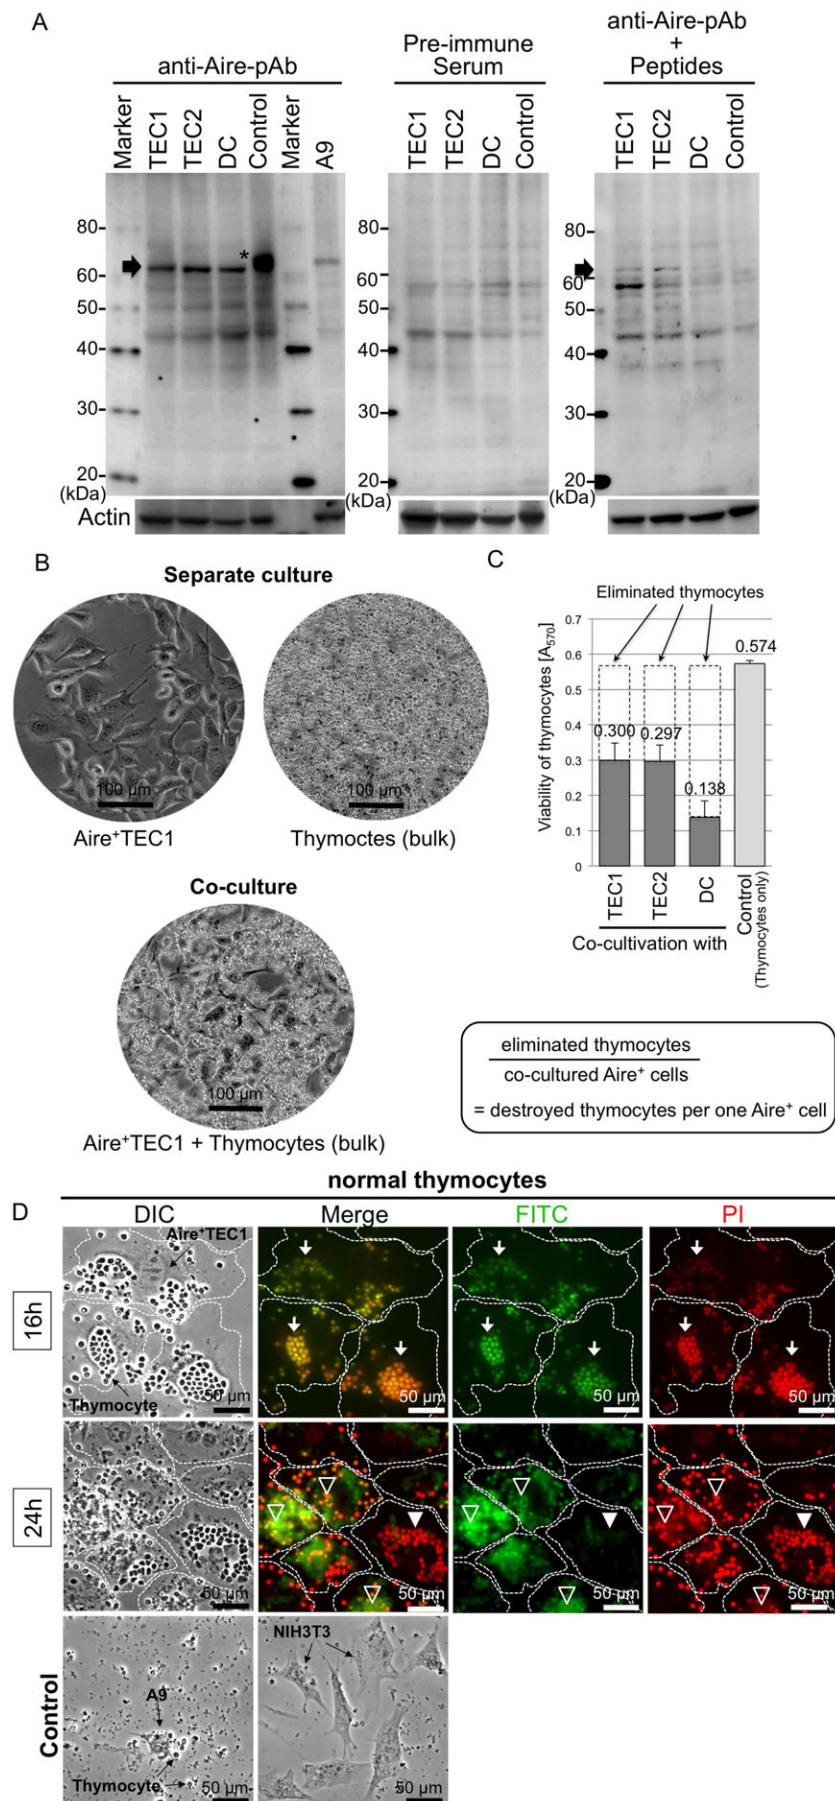 A
anti-Aire-pAb
Pre-immune
Serum
anti-Aire-pAb
+
Peptides
Marker
TEC1
TEC2
DC
Control
Marker
A9
TEC1
TEC2
DC
Control
TEC1
TEC2
DC
Control
80
60
50
40
30
20
(kDa)
*
80
60
50
40
30
20
(kDa)
80
60
50
40
30
20
(kDa)
Actin
B
Separate culture
100 µm
100 µm
Aire+TEC1
Thymoctes (bulk)
Co-culture
100 µm
Aire+TEC1 + Thymocytes (bulk)
C
Eliminated thymocytes
Viability of thymocytes [A570]
0.7
0.6
0.5
0.4
0.3
0.2
0.1
0
0.300
0.297
0.138
0.574
TEC1
TEC2
DC
Control
(Thymocytes only)
Co-cultivation with
eliminated thymocytes
co-cultured Aire+ cells
= destroyed thymocytes per one Aire+ cell
normal thymocytes
D
DIC
Merge
FITC
PI
16h
Aire+TEC1
Thymocyte
50 µm
50 µm
50 µm
50 µm
24h
50 µm
50 µm
50 µm
50 µm
Control
A9
Thymocyte
50 µm
NIH3T3
50 µm